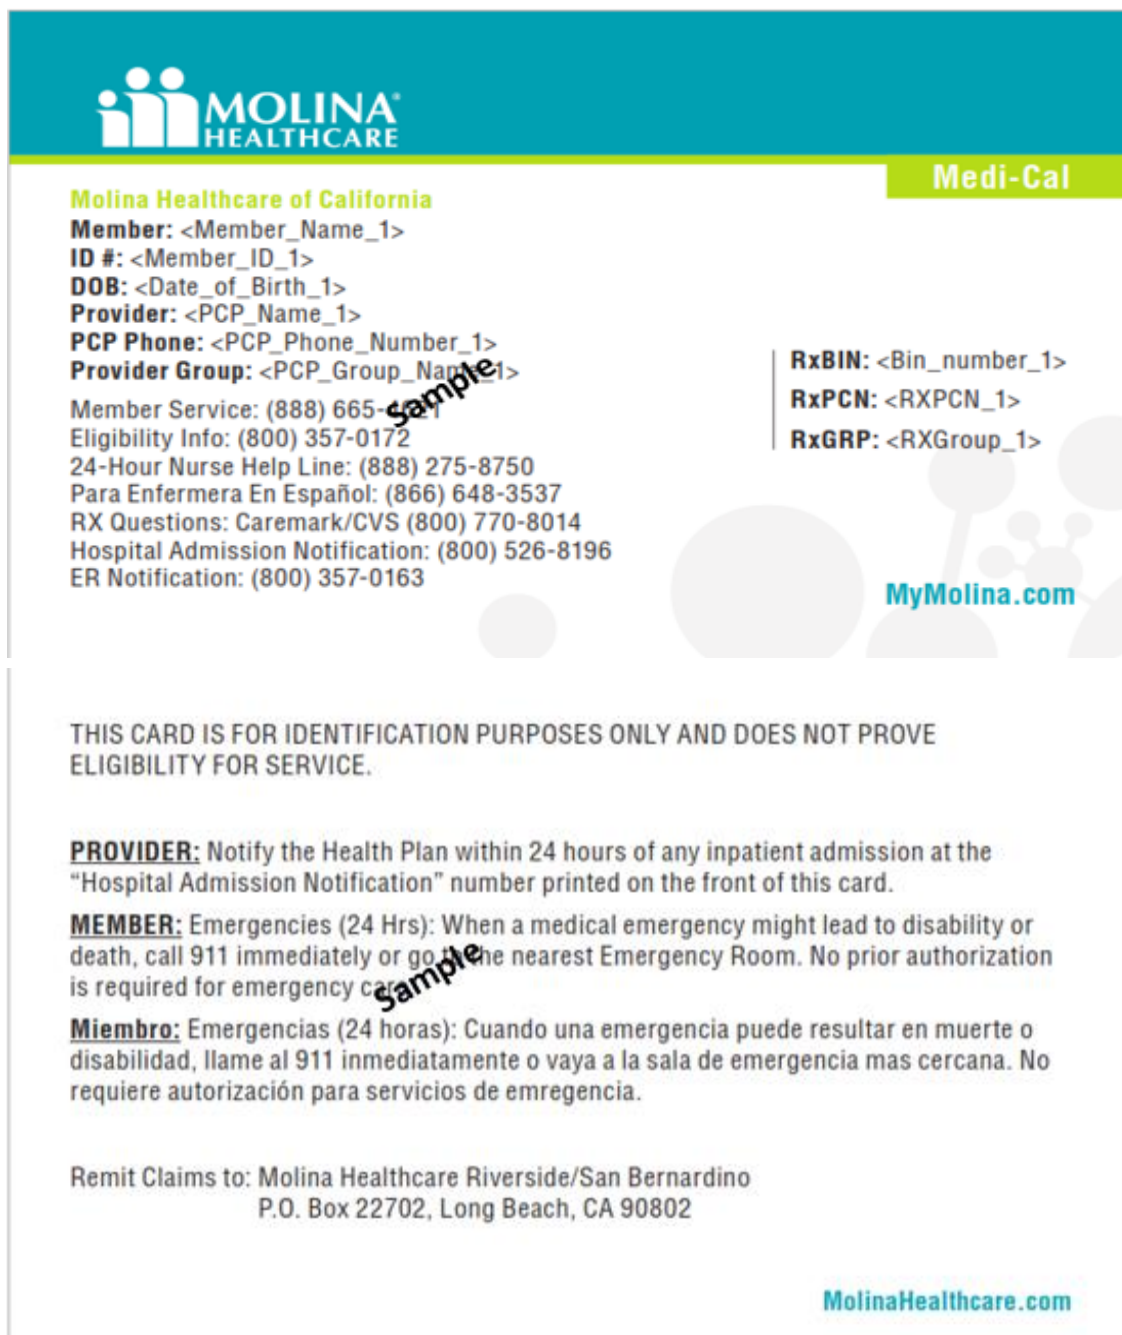 MOLINA®
HEALTHCARE
Medi-Cal
Molina Healthcare of California
Member: <Member_Name_1>
ID #: <Member_ID_1>
DOB: <Date_of_Birth_1>
Provider: <PCP_Name_1>
PCP Phone: <PCP_Phone_Number_1>
Provider Group: <PCP_Group_Name_1>
Sample
Member Service: (888) 665-
Eligibility Info: (800) 357-0172
24-Hour Nurse Help Line: (888) 275-8750
Para Enfermera En Español: (866) 648-3537
RX Questions: Caremark/CVS (800) 770-8014
Hospital Admission Notification: (800) 526-8196
ER Notification: (800) 357-0163
RxBIN: <Bin_number_1>
RxPCN: <RXPCN_1>
RxGRP: <RXGroup_1>
MyMolina.com
THIS CARD IS FOR IDENTIFICATION PURPOSES ONLY AND DOES NOT PROVE
ELIGIBILITY FOR SERVICE.
PROVIDER: Notify the Health Plan within 24 hours of any inpatient admission at the
“Hospital Admission Notification” number printed on the front of this card.
MEMBER: Emergencies (24 Hrs): When a medical emergency might lead to disability or
death, call 911 immediately or go to the nearest Emergency Room. No prior authorization
is required for emergency care.
Sample
Miembro: Emergencias (24 horas): Cuando una emergencia puede resultar en muerte o
disabilidad, llame al 911 inmediatamente o vaya a la sala de emergencia mas cercana. No
requiere autorización para servicios de emregencia.
Remit Claims to: Molina Healthcare Riverside/San Bernardino
P.O. Box 22702, Long Beach, CA 90802
MolinaHealthcare.com